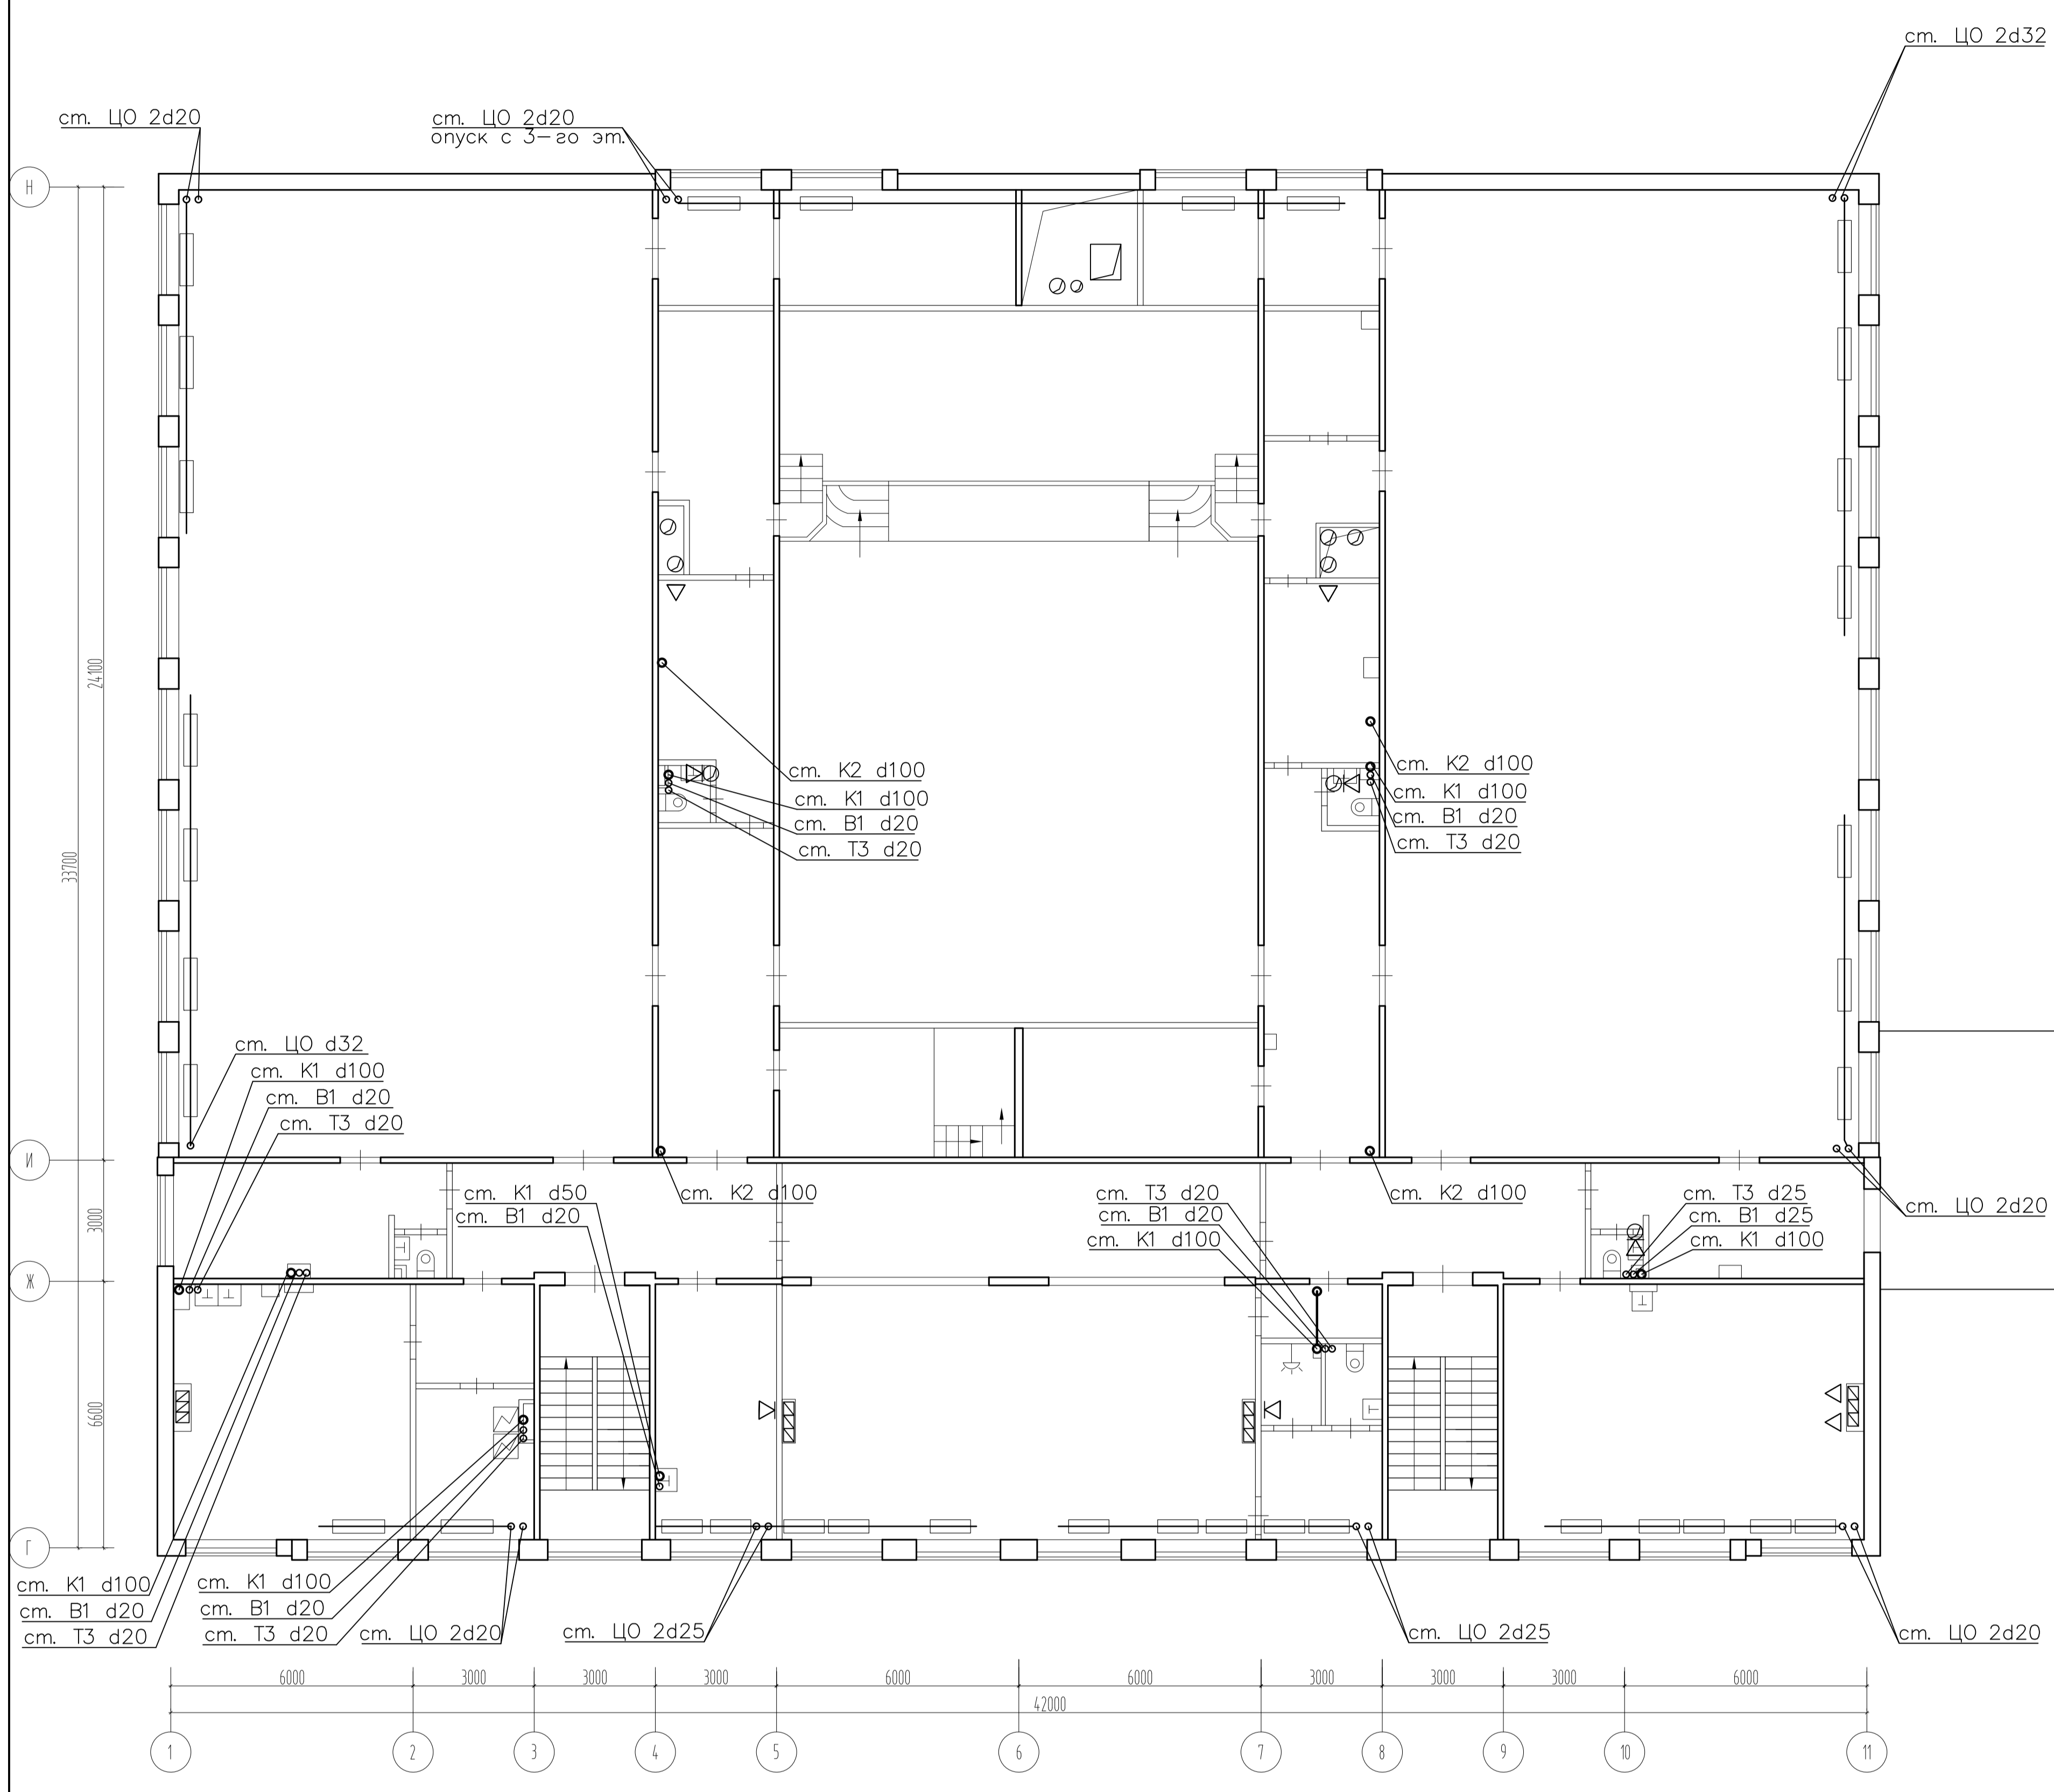 ст. ЦО 2d32
ст. ЦО 2d20
ст. ЦО 2d20
опуск с 3-го эт.
Н
24100
33700
ст. К2 d100
ст. К1 d100
ст. В1 d20
ст. Т3 d20
ст. К2 d100
ст. К1 d100
ст. В1 d20
ст. Т3 d20
ст. ЦО d32
ст. К1 d100
ст. В1 d20
ст. Т3 d20
И
ст. К1 d50
ст. В1 d20
ст. К2 d100
ст. Т3 d20
ст. В1 d20
ст. К1 d100
ст. К2 d100
ст. Т3 d25
ст. В1 d25
ст. К1 d100
ст. ЦО 2d20
3000
Ж
6600
Г
ст. К1 d100
ст. В1 d20
ст. Т3 d20
ст. К1 d100
ст. В1 d20
ст. Т3 d20
ст. ЦО 2d20
ст. ЦО 2d25
ст. ЦО 2d25
ст. ЦО 2d20
6000 3000 3000 3000 6000 6000 3000 3000 3000 6000
42000
1 2 3 4 5 6 7 8 9 10 11